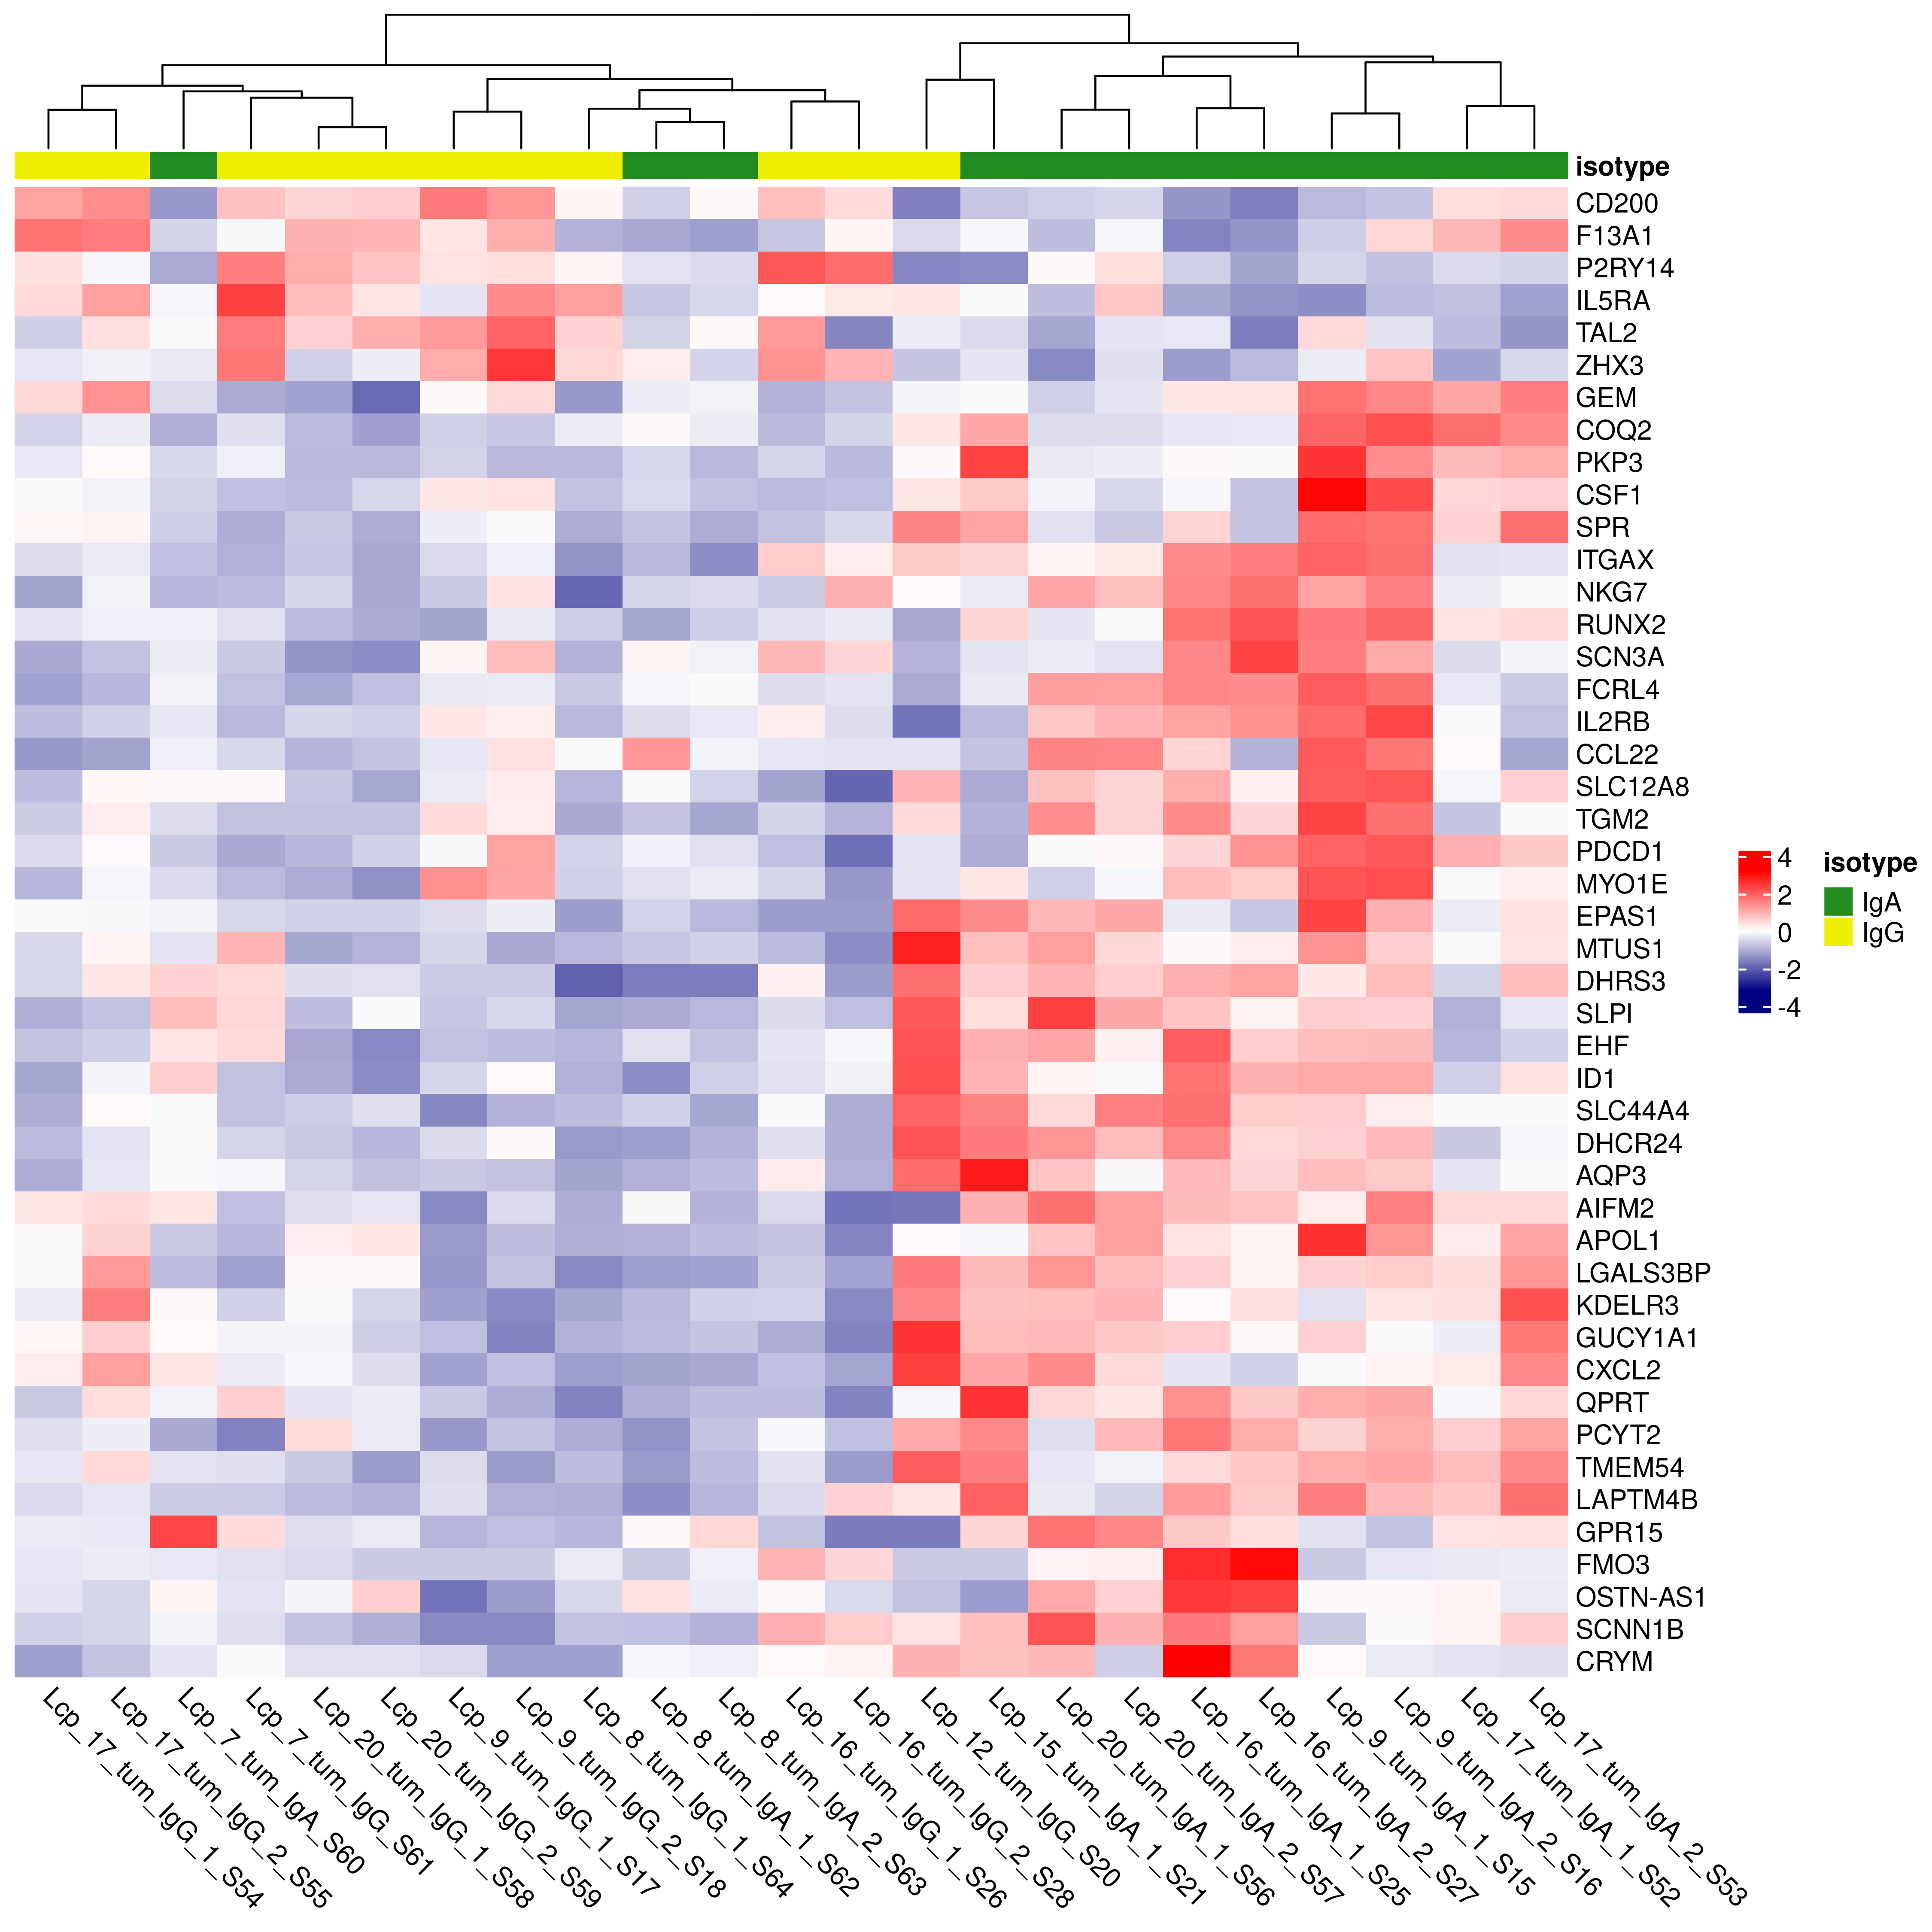 isotype
CD200
F13A1
P2RY14
IL5RA
TAL2
ZHX3
GEM
COQ2
PKP3
CSF1
SPR
ITGAX
NKG7
RUNX2
SCN3A
FCRL4
IL2RB
CCL22
SLC12A8
TGM2
PDCD1
MYO1E
EPAS1
MTUS1
DHRS3
SLPI
EHF
ID1
SLC44A4
DHCR24
AQP3
AIFM2
APOL1
LGALS3BP
KDELR3
GUCY1A1
CXCL2
QPRT
PCYT2
TMEM54
LAPTM4B
GPR15
FMO3
OSTN-AS1
SCNN1B
CRYM
Lcp_17_tum_IgG_1_S54
Lcp_17_tum_IgG_2_S55
Lcp_7_tum_IgA_S60
Lcp_7_tum_IgG_S61
Lcp_20_tum_IgG_1_S58
Lcp_20_tum_IgG_2_S59
Lcp_9_tum_IgG_1_S17
Lcp_9_tum_IgG_2_S18
Lcp_8_tum_IgG_1_S64
Lcp_8_tum_IgA_1_S62
Lcp_8_tum_IgA_2_S63
Lcp_16_tum_IgG_1_S26
Lcp_16_tum_IgG_2_S28
Lcp_12_tum_IgG_S20
Lcp_15_tum_IgA_1_S21
Lcp_20_tum_IgA_1_S56
Lcp_20_tum_IgA_2_S57
Lcp_16_tum_IgA_1_S25
Lcp_16_tum_IgA_2_S27
Lcp_9_tum_IgA_1_S15
Lcp_9_tum_IgA_2_S16
Lcp_17_tum_IgA_1_S52
Lcp_17_tum_IgA_2_S53
4
2
0
-2
-4
isotype
IgA
IgG